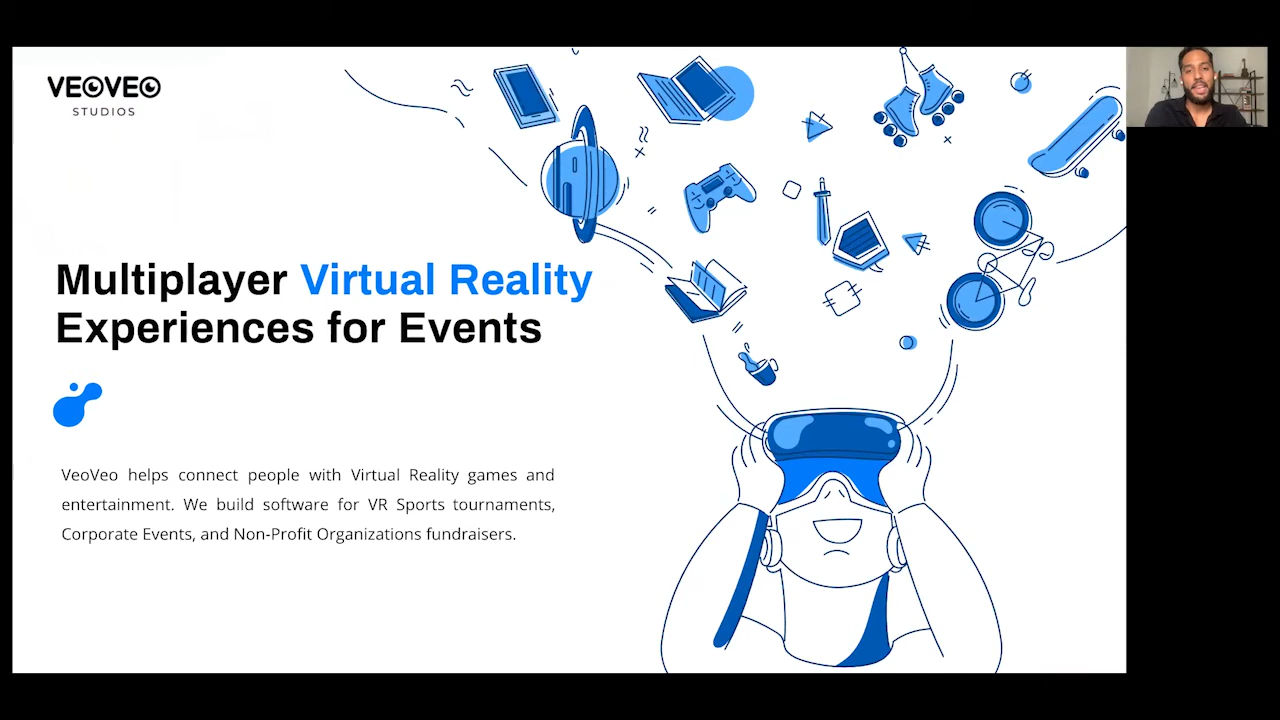 VEOVEO
STUDIOS
Multiplayer Virtual Reality
Experiences for Events
VeoVeo helps connect people with Virtual Reality games and
entertainment. We build software for VR Sports tournaments,
Corporate Events, and Non-Profit Organizations fundraisers.